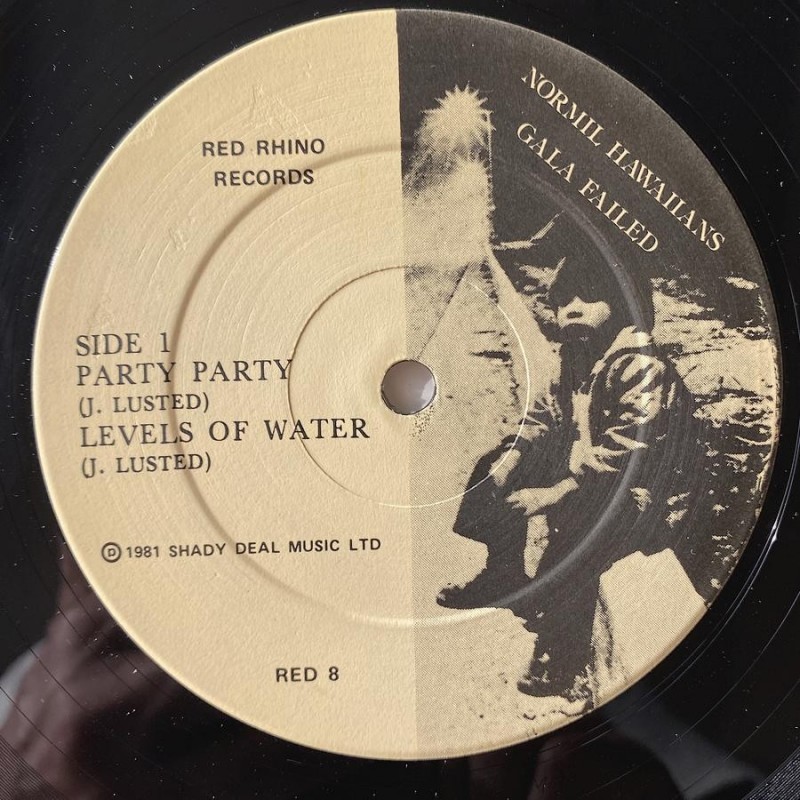 RED RHINO
RECORDS
NORMIL HAWAIIANS
GALA FAILED
SIDE 1
PARTY PARTY
(J. LUSTED)
LEVELS OF WATER
(J. LUSTED)
Ⓟ 1981 SHADY DEAL MUSIC LTD
RED 8